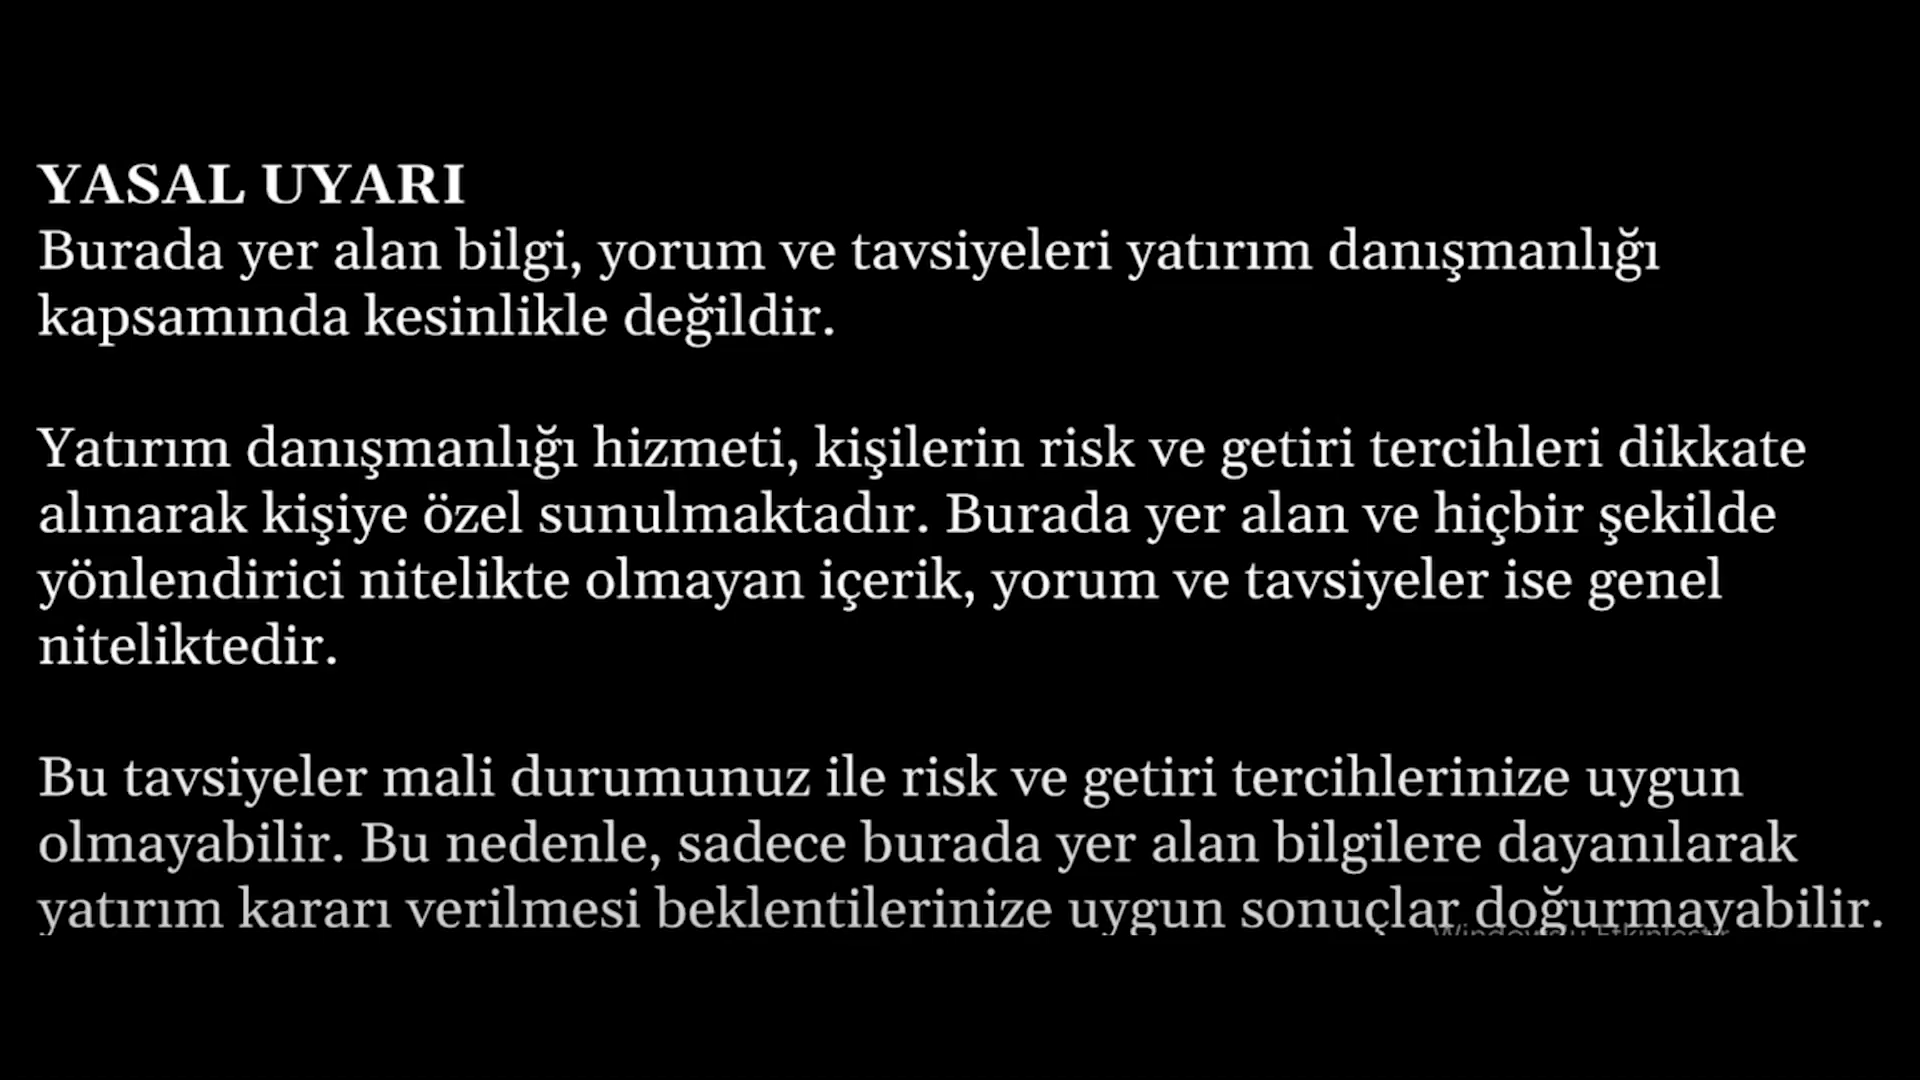 YASAL UYARI
Burada yer alan bilgi, yorum ve tavsiyeleri yatırım danışmanlığı
kapsamında kesinlikle değildir.
Yatırım danışmanlığı hizmeti, kişilerin risk ve getiri tercihleri dikkate
alınarak kişiye özel sunulmaktadır. Burada yer alan ve hiçbir şekilde
yönlendirici nitelikte olmayan içerik, yorum ve tavsiyeler ise genel
niteliktedir.
Bu tavsiyeler mali durumunuz ile risk ve getiri tercihlerinize uygun
olmayabilir. Bu nedenle, sadece burada yer alan bilgilere dayanılarak
yatırım kararı verilmesi beklentilerinize uygun sonuçlar doğurmayabilir.